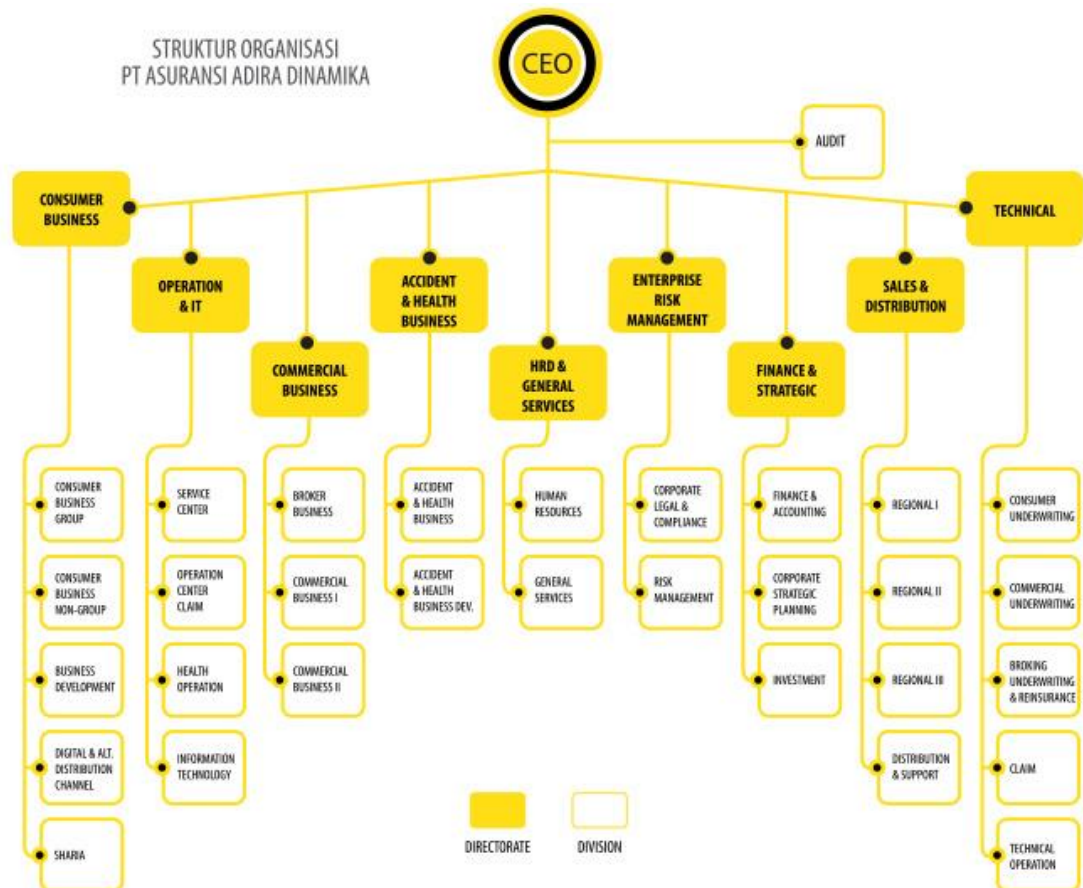 STRUKTUR ORGANISASI
PT ASURANSI ADIRA DINAMIKA
CEO
AUDIT
CONSUMER
BUSINESS
TECHNICAL
OPERATION
& IT
ACCIDENT
& HEALTH
BUSINESS
ENTERPRISE
RISK
MANAGEMENT
SALES &
DISTRIBUTION
COMMERCIAL
BUSINESS
HRD &
GENERAL
SERVICES
FINANCE &
STRATEGIC
CONSUMER
BUSINESS
GROUP
CONSUMER
BUSINESS
NON-GROUP
BUSINESS
DEVELOPMENT
DIGITAL & ALT.
DISTRIBUTION
CHANNEL
SHARIA
SERVICE
CENTER
OPERATION
CENTER
CLAIM
HEALTH
OPERATION
INFORMATION
TECHNOLOGY
BROKER
BUSINESS
COMMERCIAL
BUSINESS I
COMMERCIAL
BUSINESS II
ACCIDENT
& HEALTH
BUSINESS
ACCIDENT
& HEALTH
BUSINESS DEV.
HUMAN
RESOURCES
GENERAL
SERVICES
CORPORATE
LEGAL &
COMPLIANCE
RISK
MANAGEMENT
FINANCE &
ACCOUNTING
CORPORATE
STRATEGIC
PLANNING
INVESTMENT
REGIONAL I
REGIONAL II
REGIONAL III
DISTRIBUTION
& SUPPORT
CONSUMER
UNDERWRITING
COMMERCIAL
UNDERWRITING
BROKING
UNDERWRITING
& REINSURANCE
CLAIM
TECHNICAL
OPERATION
DIRECTORATE
DIVISION